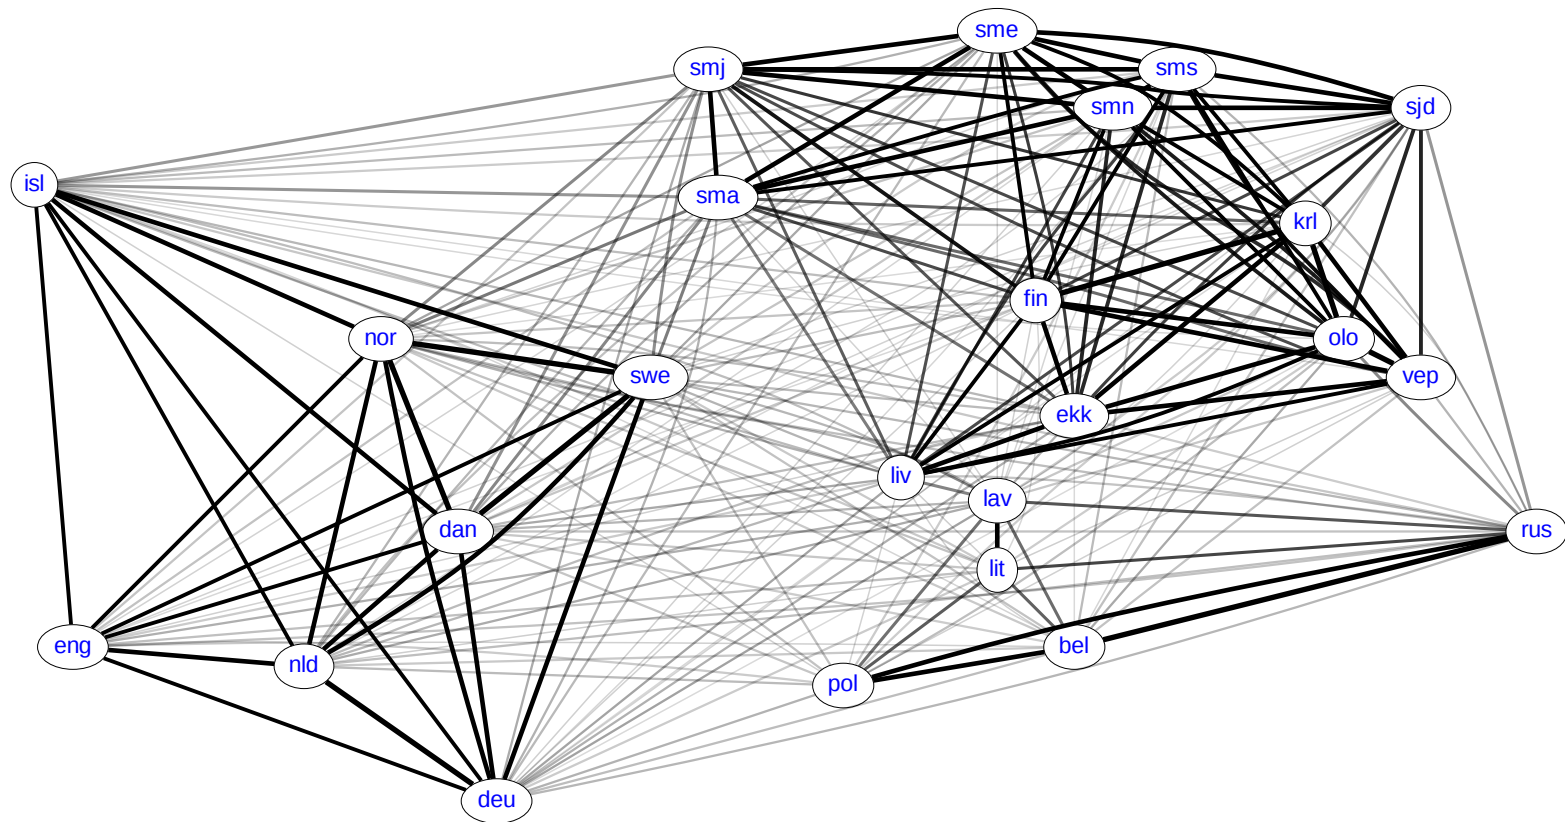 sme
smj
sms
smn
sjd
isl
sma
krl
fin
nor
olo
swe
vep
ekk
liv
lav
dan
rus
lit
eng
bel
nld
pol
deu